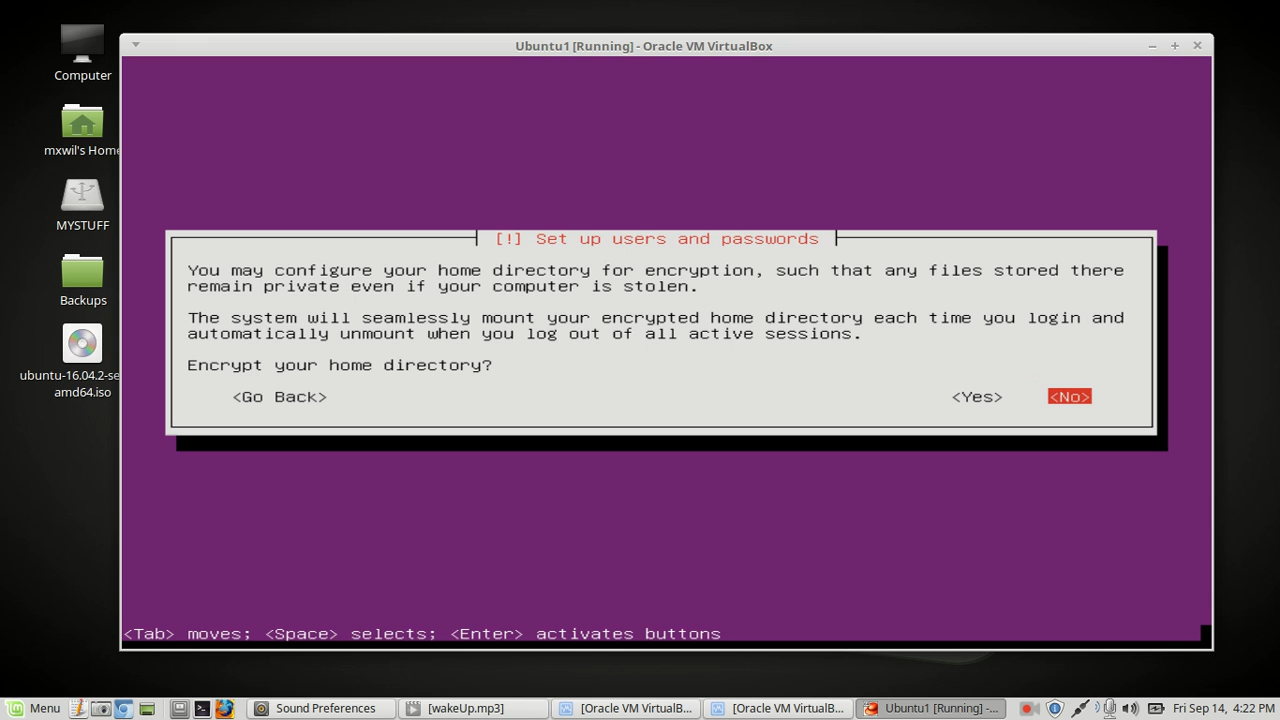 Ubuntu1 [Running] - Oracle VM VirtualBox
Computer
mxwil's Home
MYSTUFF
Backups
ubuntu-16.04.2-se
amd64.iso
[!] Set up users and passwords
You may configure your home directory for encryption, such that any files stored there
remain private even if your computer is stolen.
The system will seamlessly mount your encrypted home directory each time you login and
automatically unmount when you log out of all active sessions.
Encrypt your home directory?
<Go Back> <Yes> <No>
<Tab> moves; <Space> selects; <Enter> activates buttons
Menu Sound Preferences [wakeUp.mp3] [Oracle VM VirtualB... [Oracle VM VirtualB... Ubuntu1 [Running] -... Fri Sep 14, 4:22 PM